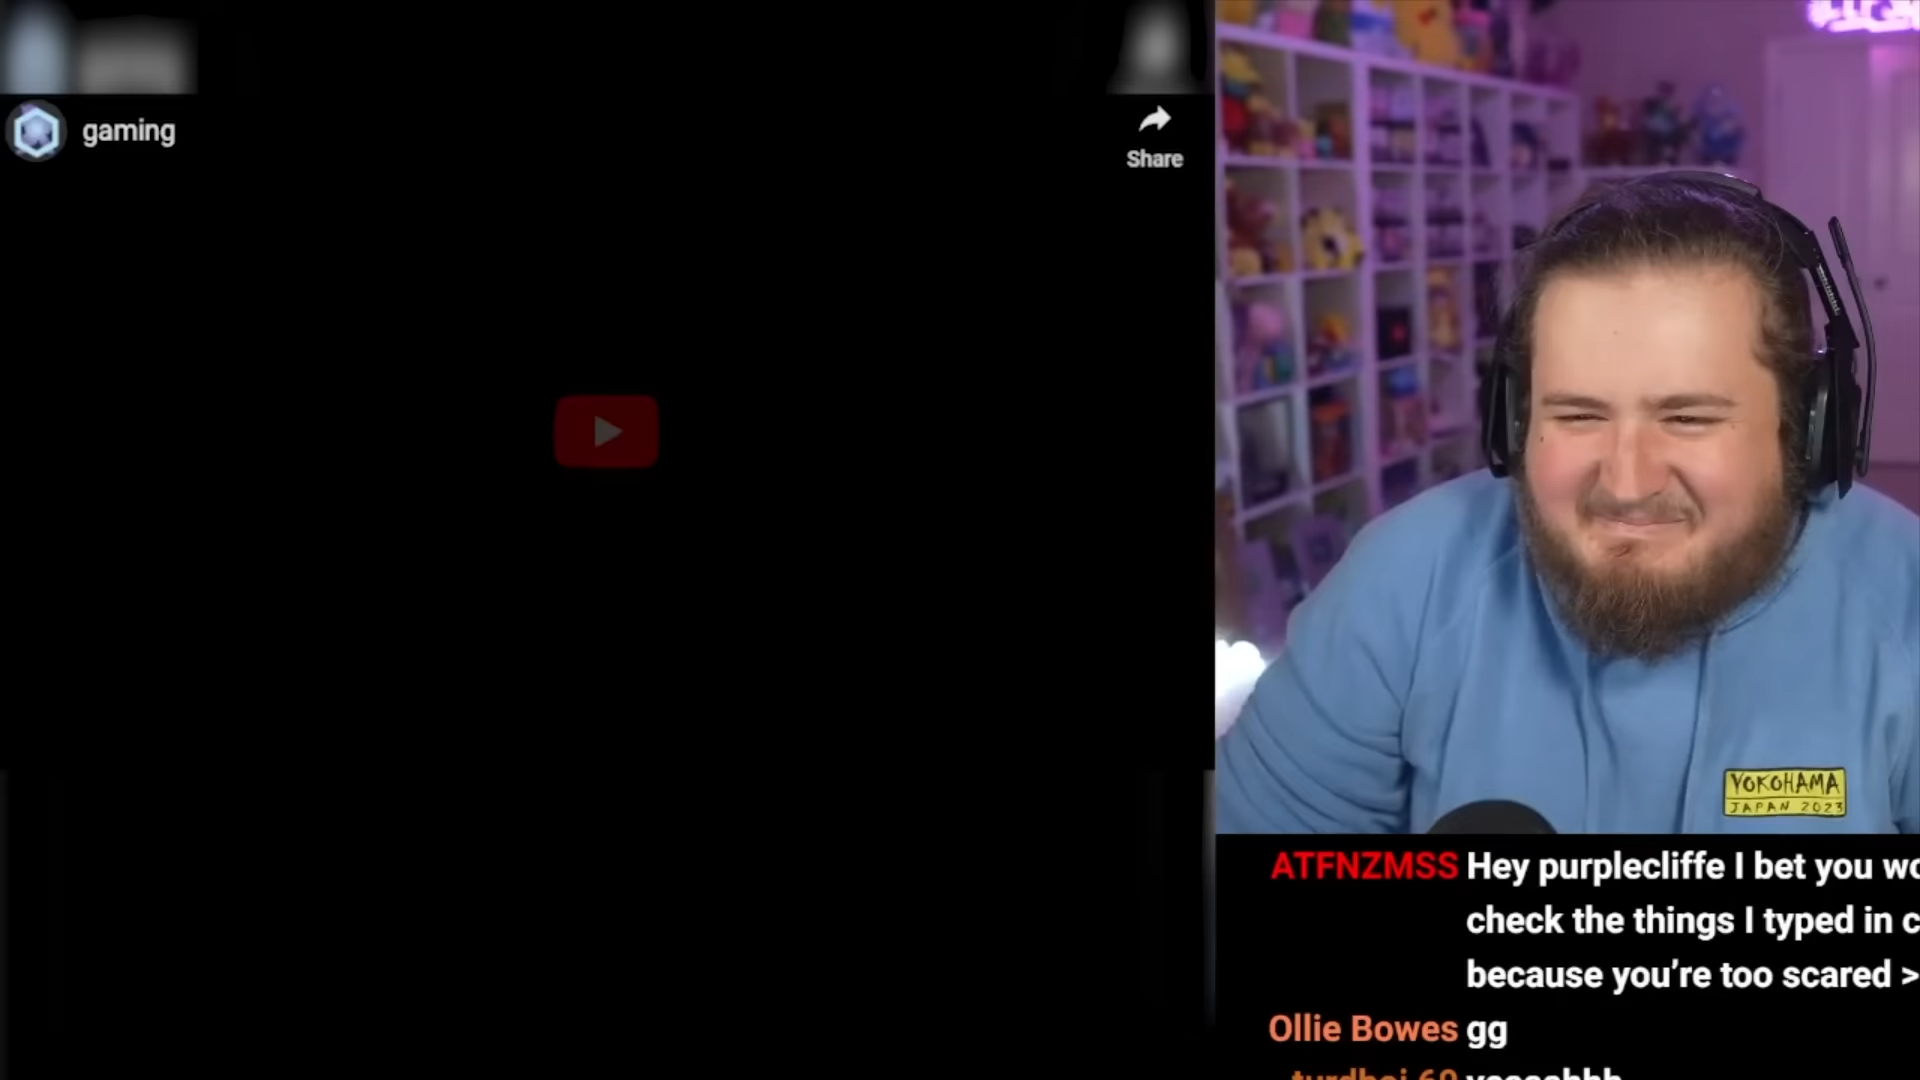 gaming
Share
YOKOHAMA
JAPAN 2023
ATFNZMSS Hey purplecliffe I bet you wo
check the things I typed in c
because you’re too scared >
Ollie Bowes gg